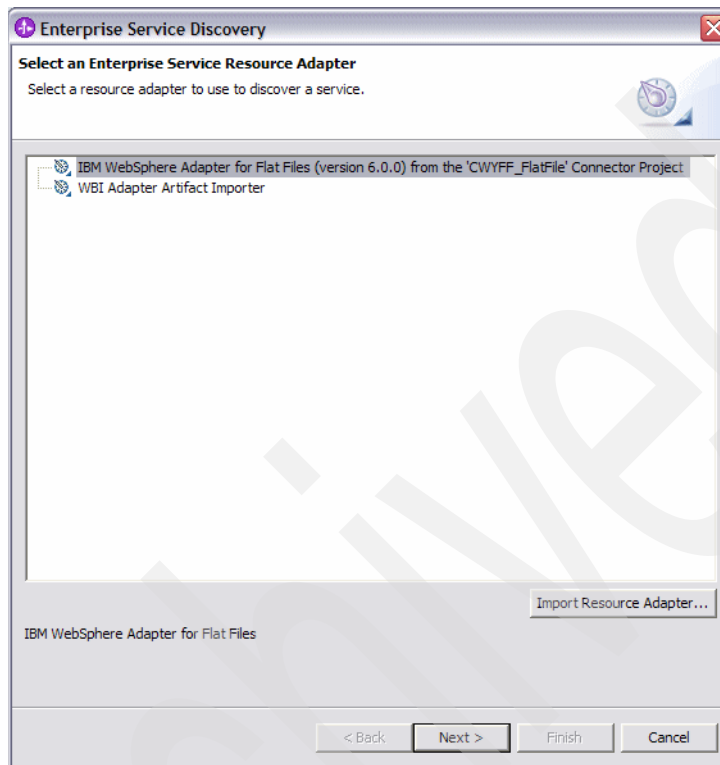 Enterprise Service Discovery
Select an Enterprise Service Resource Adapter
Select a resource adapter to use to discover a service.
IBM WebSphere Adapter for Flat Files (version 6.0.0) from the 'CWYFF_FlatFile' Connector Project
WBI Adapter Artifact Importer
Import Resource Adapter...
IBM WebSphere Adapter for Flat Files
< Back
Next >
Finish
Cancel